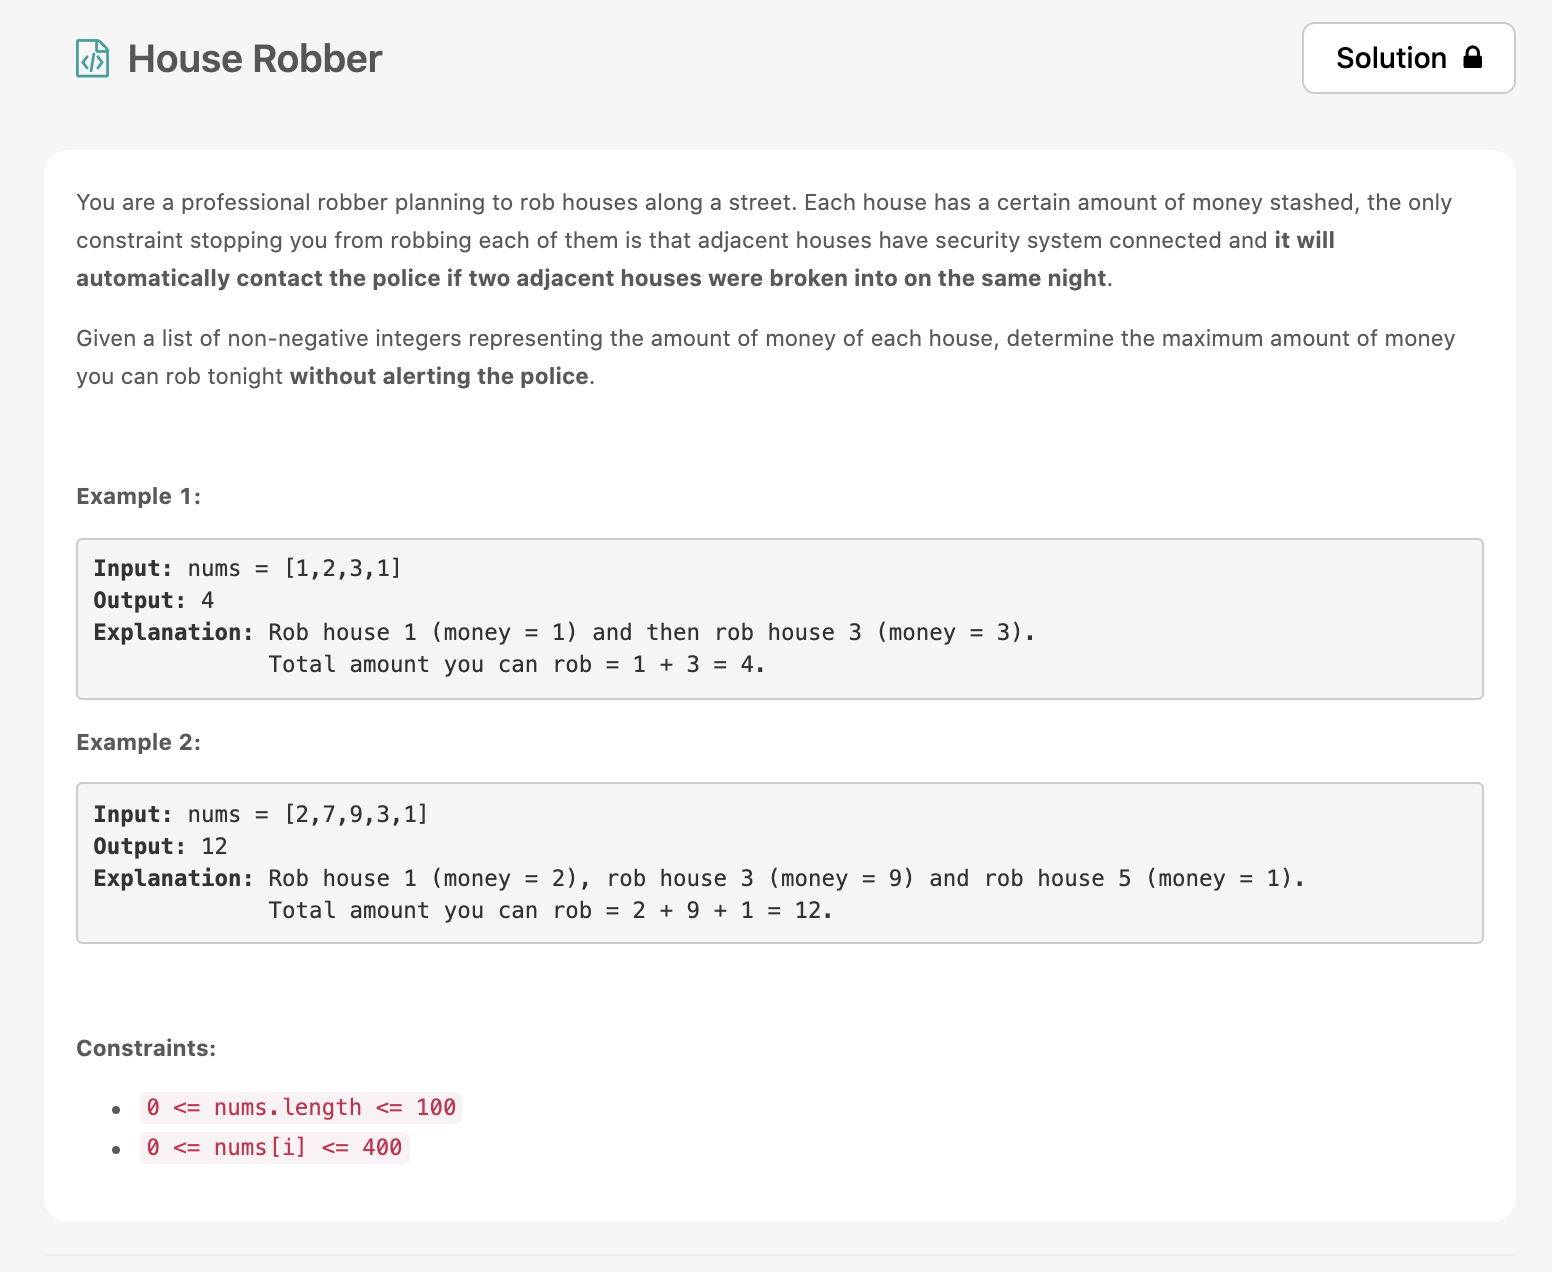 House Robber
Solution
You are a professional robber planning to rob houses along a street. Each house has a certain amount of money stashed, the only
constraint stopping you from robbing each of them is that adjacent houses have security system connected and it will
automatically contact the police if two adjacent houses were broken into on the same night.
Given a list of non-negative integers representing the amount of money of each house, determine the maximum amount of money
you can rob tonight without alerting the police.
Example 1:
Input: nums = [1,2,3,1]
Output: 4
Explanation: Rob house 1 (money = 1) and then rob house 3 (money = 3).
Total amount you can rob = 1 + 3 = 4.
Example 2:
Input: nums = [2,7,9,3,1]
Output: 12
Explanation: Rob house 1 (money = 2), rob house 3 (money = 9) and rob house 5 (money = 1).
Total amount you can rob = 2 + 9 + 1 = 12.
Constraints:
• 0 <= nums.length <= 100
• 0 <= nums[i] <= 400